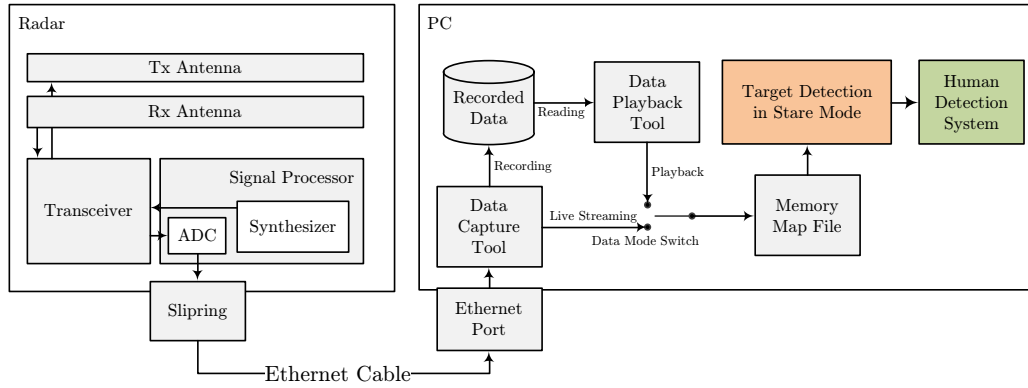 Radar
Tx Antenna
Rx Antenna
Transceiver
Signal Processor
Synthesizer
ADC
Slipring
Ethernet Cable
PC
Recorded
Data
Reading
Data
Playback
Tool
Recording
Playback
Data
Capture
Tool
Live Streaming
Data Mode Switch
Ethernet
Port
Target Detection
in Stare Mode
Human
Detection
System
Memory
Map File